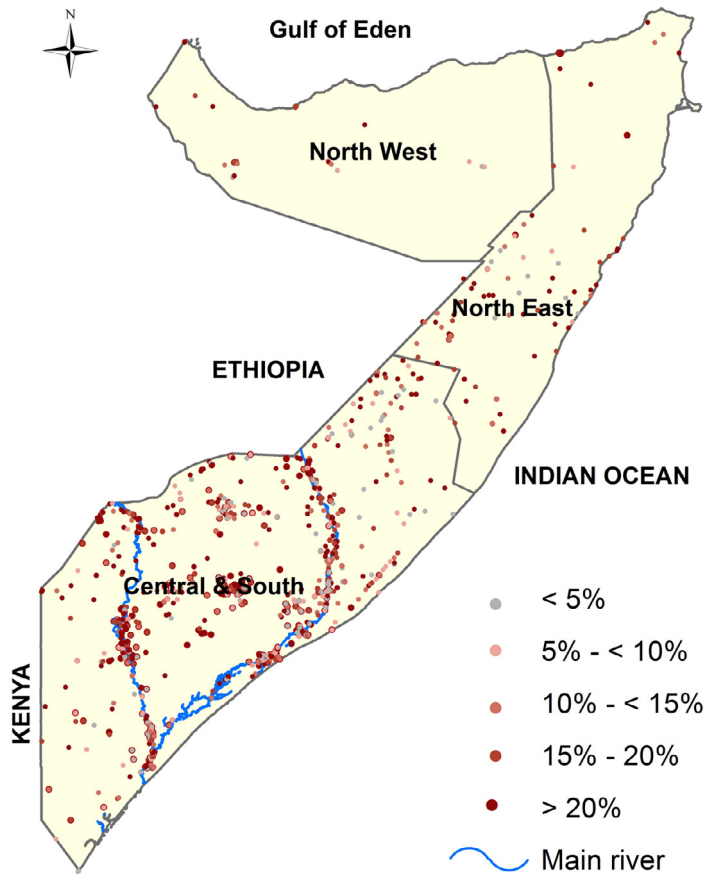 N
Gulf of Eden
North West
North East
ETHIOPIA
INDIAN OCEAN
Central & South
KENYA
< 5%
5% - < 10%
10% - < 15%
15% - 20%
> 20%
Main river